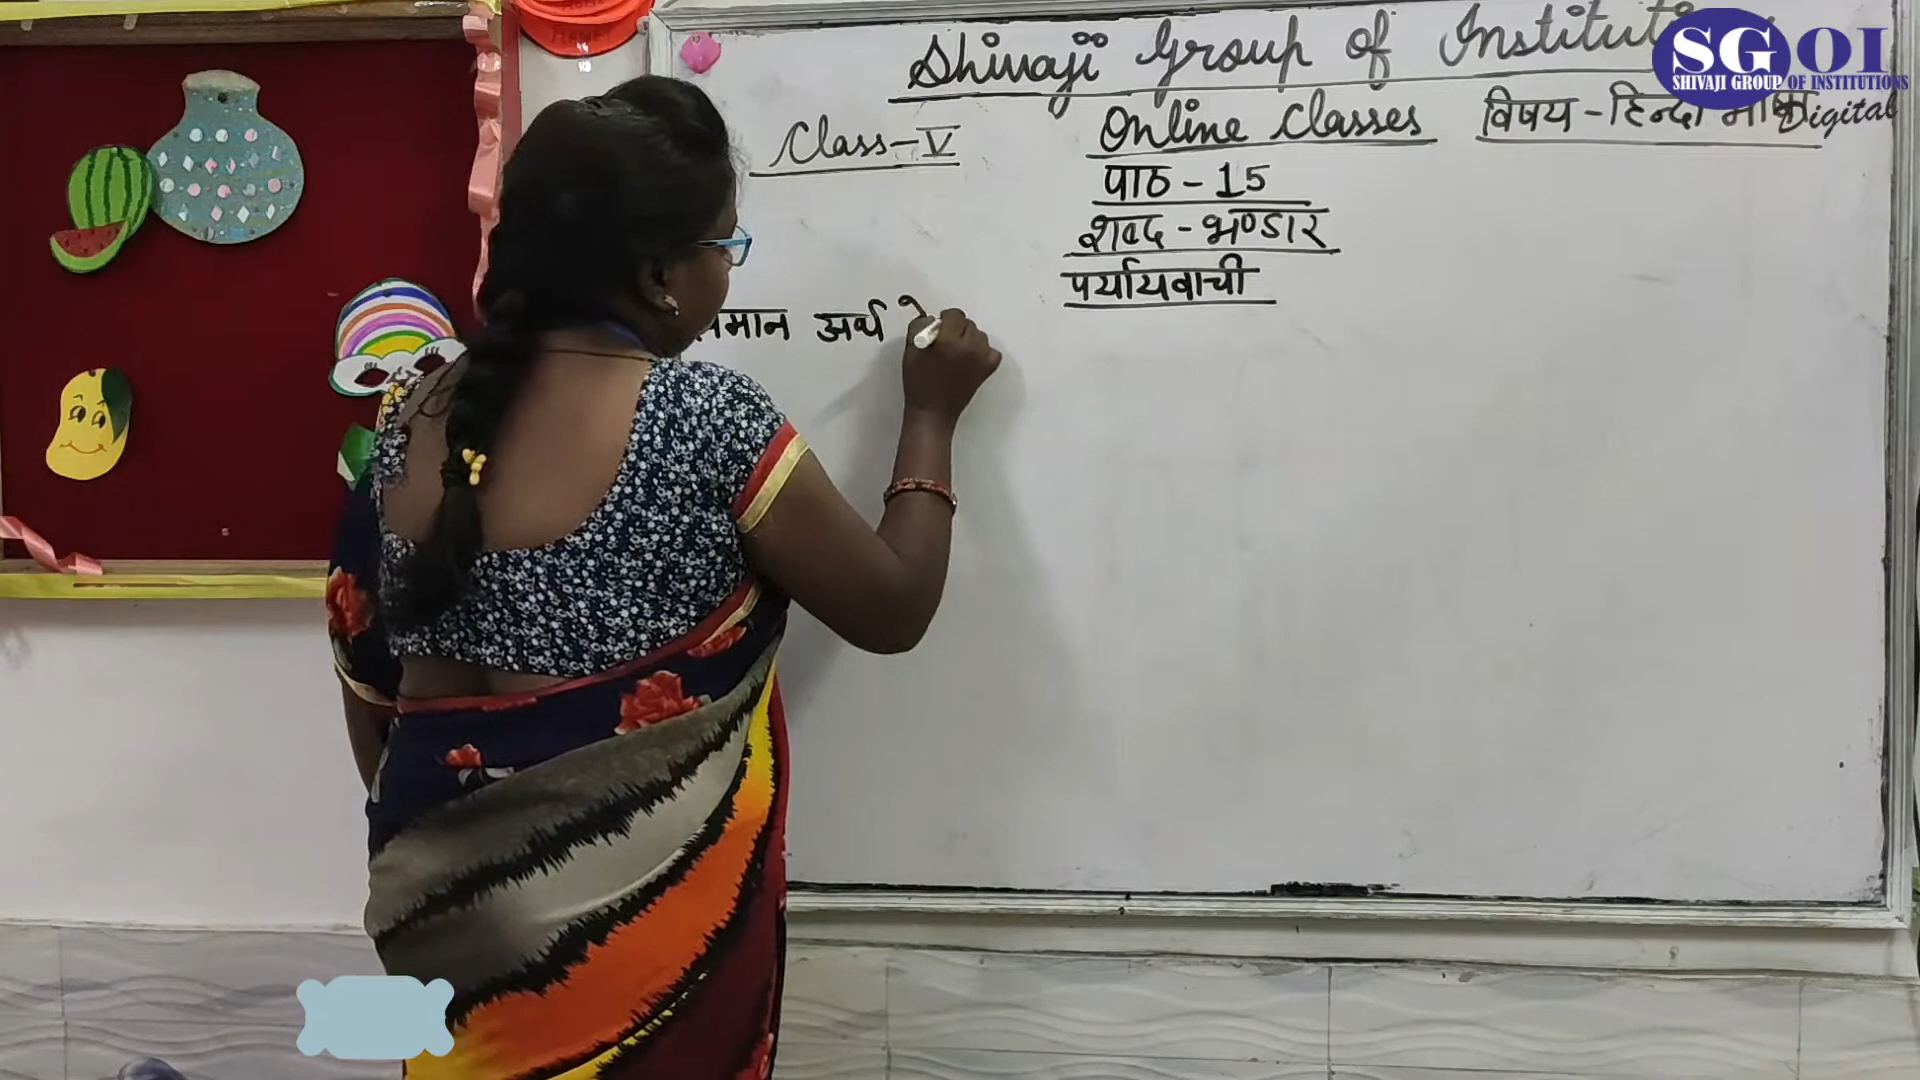 Shivaji Group of
SGOI
SHIVAJI GROUP OF INSTITUTIONS
Class-V
Online Classes
विषय - हिन्दी
Digital
पाठ - 15
शब्द - भण्डार
पर्यायवाची
समान अर्थ